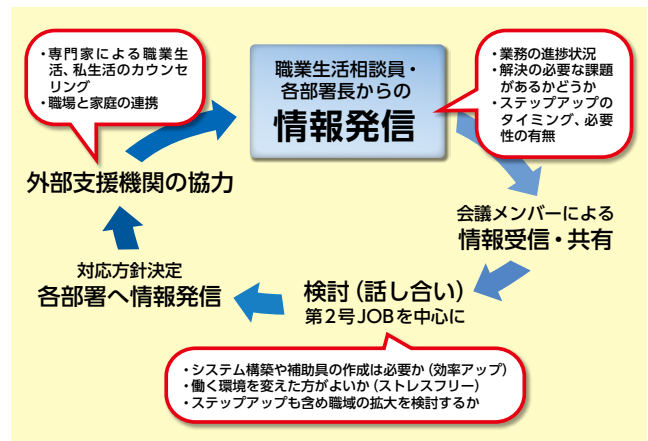 ・専門家による職業生
活、私生活のカウンセ
リング
・職場と家庭の連携
職業生活相談員・
各部署長からの
情報発信
・業務の進捗状況
・解決の必要な課題
があるかどうか
・ステップアップの
タイミング、必要
性の有無
外部支援機関の協力
会議メンバーによる
情報受信・共有
対応方針決定
各部署へ情報発信
検討（話し合い）
第2号JOBを中心に
・システム構築や補助具の作成は必要か（効率アップ）
・働く環境を変えた方がよいか（ストレスフリー）
・ステップアップも含め職域の拡大を検討するか